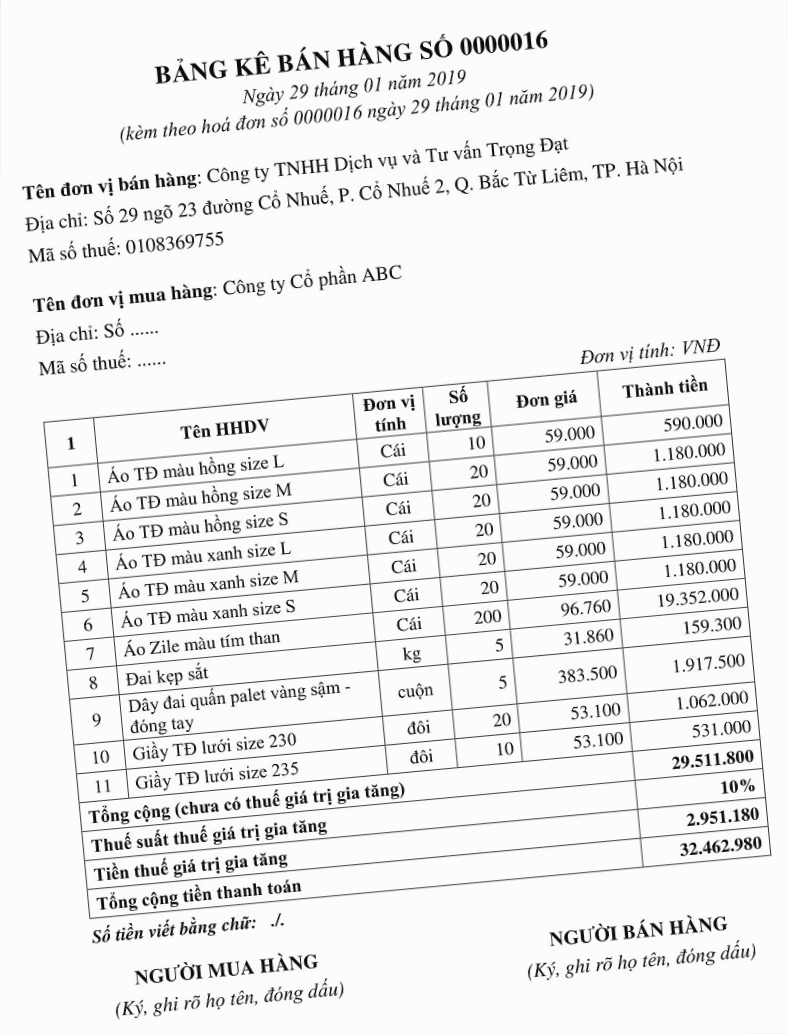 BẢNG KÊ BÁN HÀNG SỐ 0000016
Ngày 29 tháng 01 năm 2019
(kèm theo hoá đơn số 0000016 ngày 29 tháng 01 năm 2019)
Tên đơn vị bán hàng: Công ty TNHH Dịch vụ và Tư vấn Trọng Đạt
Địa chỉ: Số 29 ngõ 23 đường Cổ Nhuế, P. Cổ Nhuế 2, Q. Bắc Từ Liêm, TP. Hà Nội
Mã số thuế: 0108369755
Tên đơn vị mua hàng: Công ty Cổ phần ABC
Địa chỉ: Số ......
Mã số thuế: ......
Đơn vị tính: VNĐ
1 Tên HHDV Đơn vị tính Số lượng Đơn giá Thành tiền
1 Áo TĐ màu hồng size L Cái 10 59.000 590.000
2 Áo TĐ màu hồng size M Cái 20 59.000 1.180.000
3 Áo TĐ màu hồng size S Cái 20 59.000 1.180.000
4 Áo TĐ màu xanh size L Cái 20 59.000 1.180.000
5 Áo TĐ màu xanh size M Cái 20 59.000 1.180.000
6 Áo TĐ màu xanh size S Cái 20 59.000 1.180.000
7 Áo Zile màu tím than Cái 200 96.760 19.352.000
8 Đai kẹp sắt kg 5 31.860 159.300
9 Dây đai quấn palet vàng sậm - đóng tay cuộn 5 383.500 1.917.500
10 Giầy TĐ lưới size 230 đôi 20 53.100 1.062.000
11 Giầy TĐ lưới size 235 đôi 10 53.100 531.000
Tổng cộng (chưa có thuế giá trị gia tăng) 29.511.800
Thuế suất thuế giá trị gia tăng 10%
Tiền thuế giá trị gia tăng 2.951.180
Tổng cộng tiền thanh toán 32.462.980
Số tiền viết bằng chữ: ./.
NGƯỜI MUA HÀNG NGƯỜI BÁN HÀNG
(Ký, ghi rõ họ tên, đóng dấu) (Ký, ghi rõ họ tên, đóng dấu)